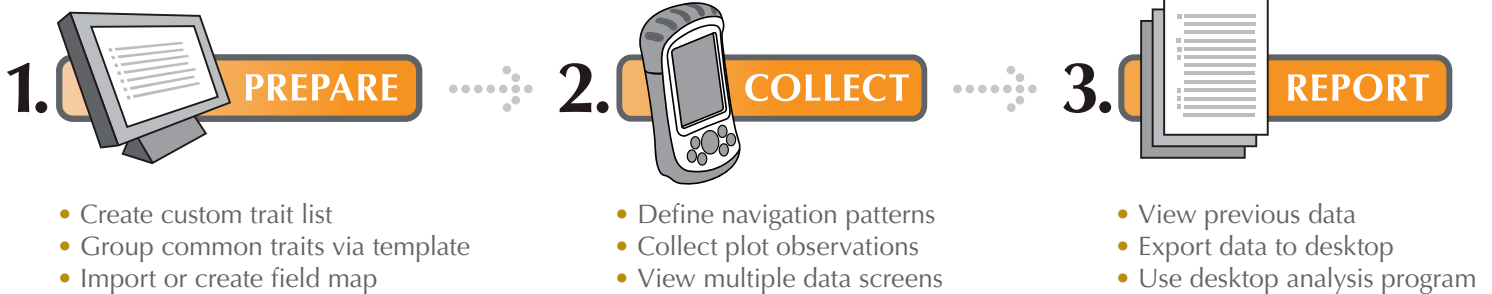 1. PREPARE
• Create custom trait list
• Group common traits via template
• Import or create field map
2. COLLECT
• Define navigation patterns
• Collect plot observations
• View multiple data screens
3. REPORT
• View previous data
• Export data to desktop
• Use desktop analysis program